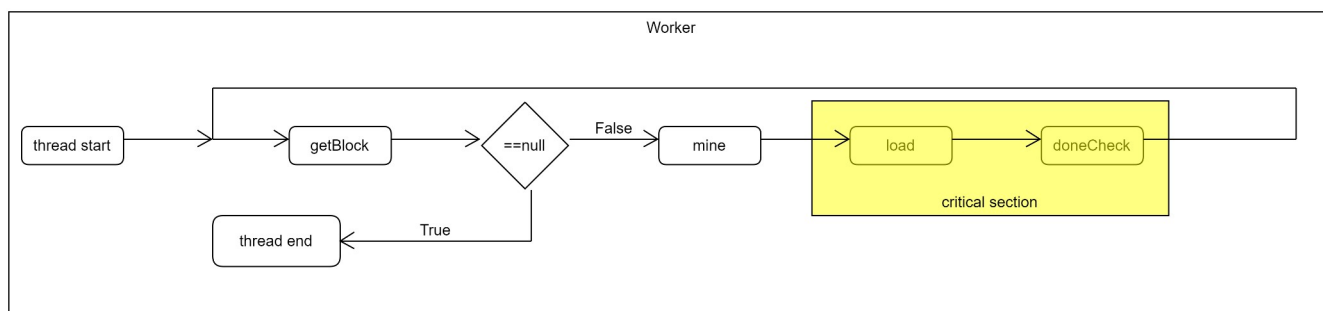 Worker
thread start
getBlock
==null
False
mine
load
doneCheck
critical section
True
thread end